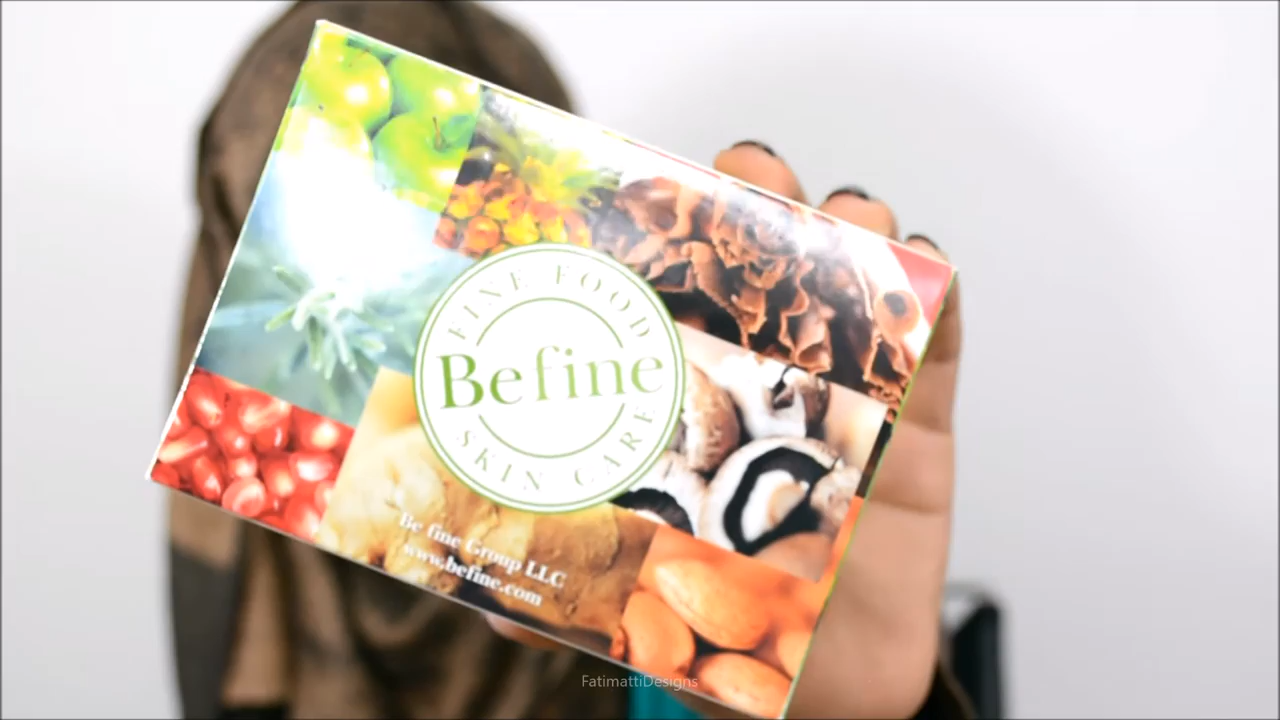 FINE FOOD
Befine
SKIN CARE
Be fine Group LLC
www.befine.com
FatimattiDesigns